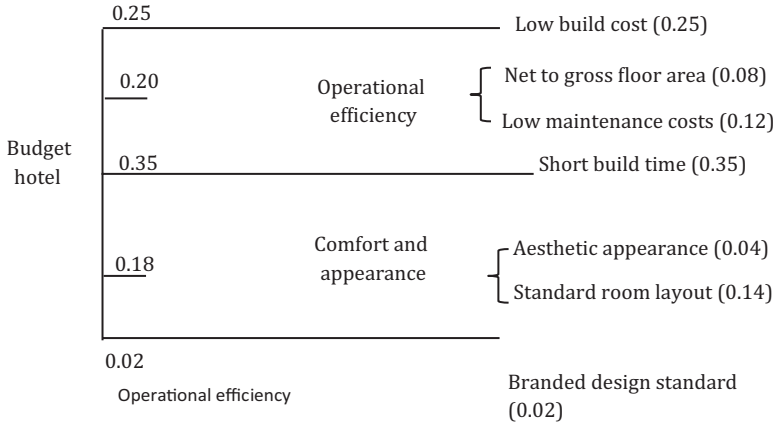 0.25
Low build cost (0.25)
0.20
Operational
efficiency
Net to gross floor area (0.08)
Low maintenance costs (0.12)
Budget
hotel
0.35
Short build time (0.35)
0.18
Comfort and
appearance
Aesthetic appearance (0.04)
Standard room layout (0.14)
0.02
Operational efficiency
Branded design standard
(0.02)